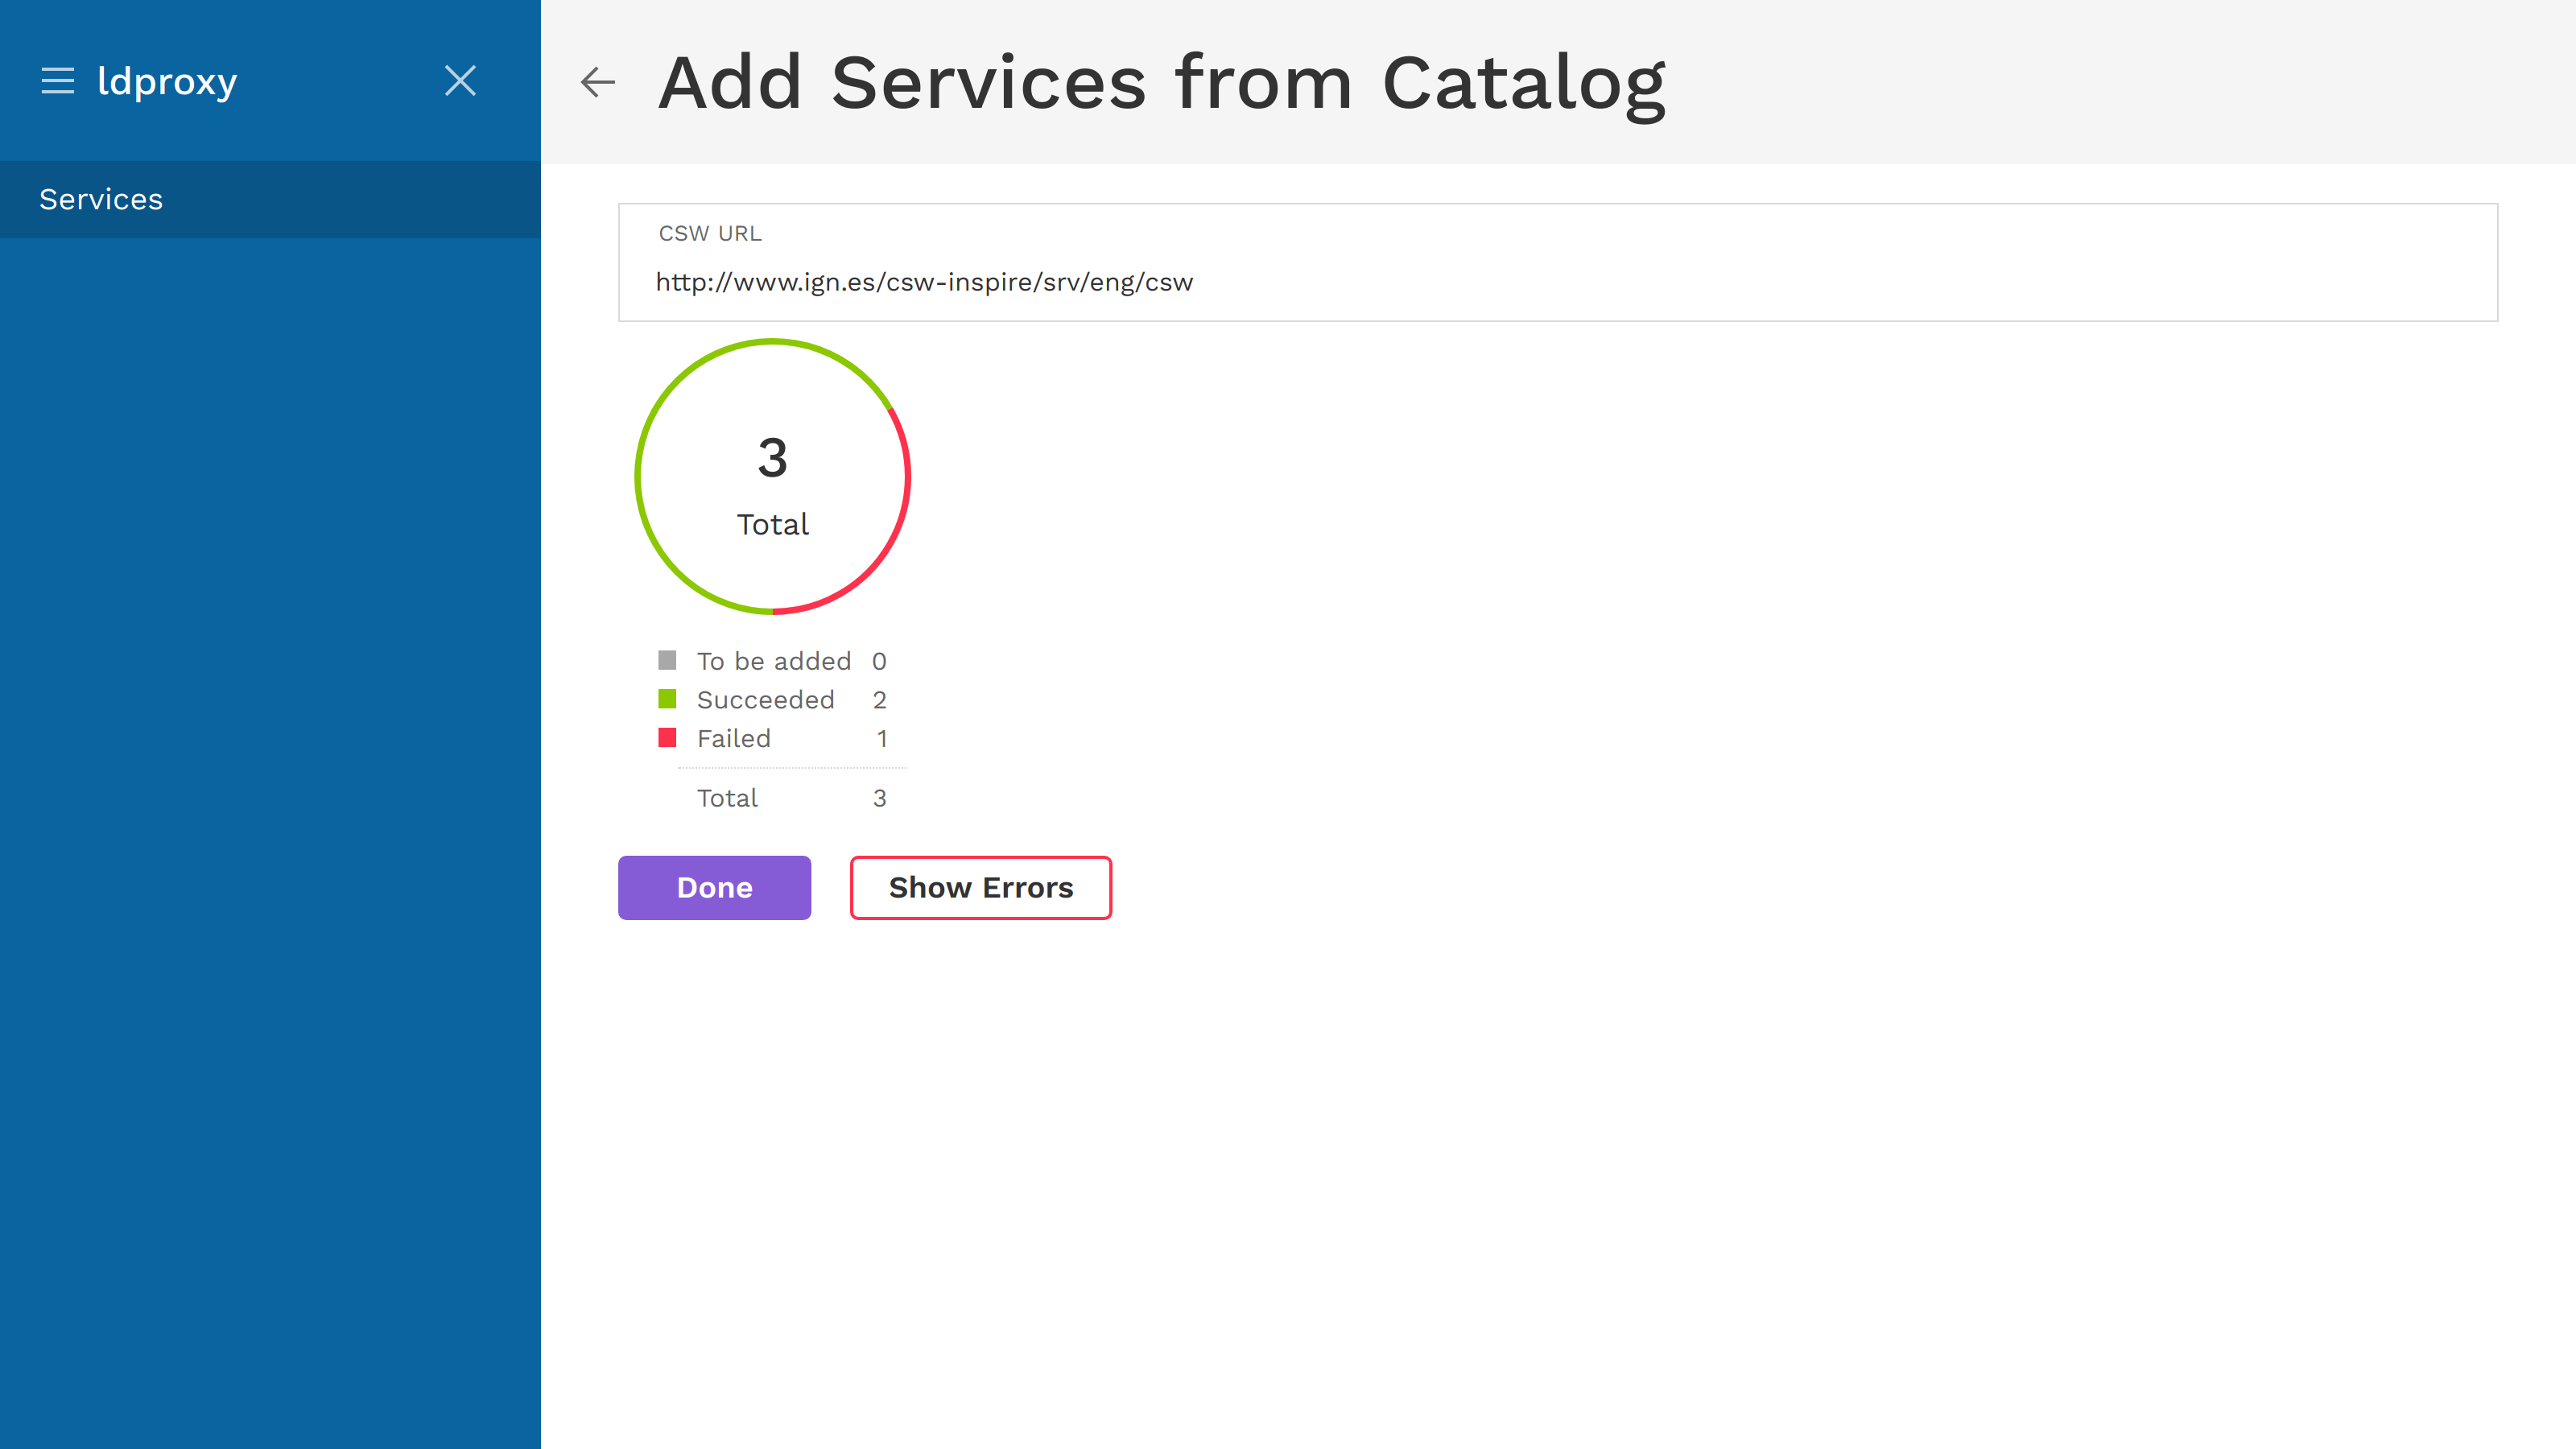 ldproxy
Services
Add Services from Catalog
CSW URL
http://www.ign.es/csw-inspire/srv/eng/csw
3
Total
To be added 0
Succeeded 2
Failed 1
Total 3
Done
Show Errors